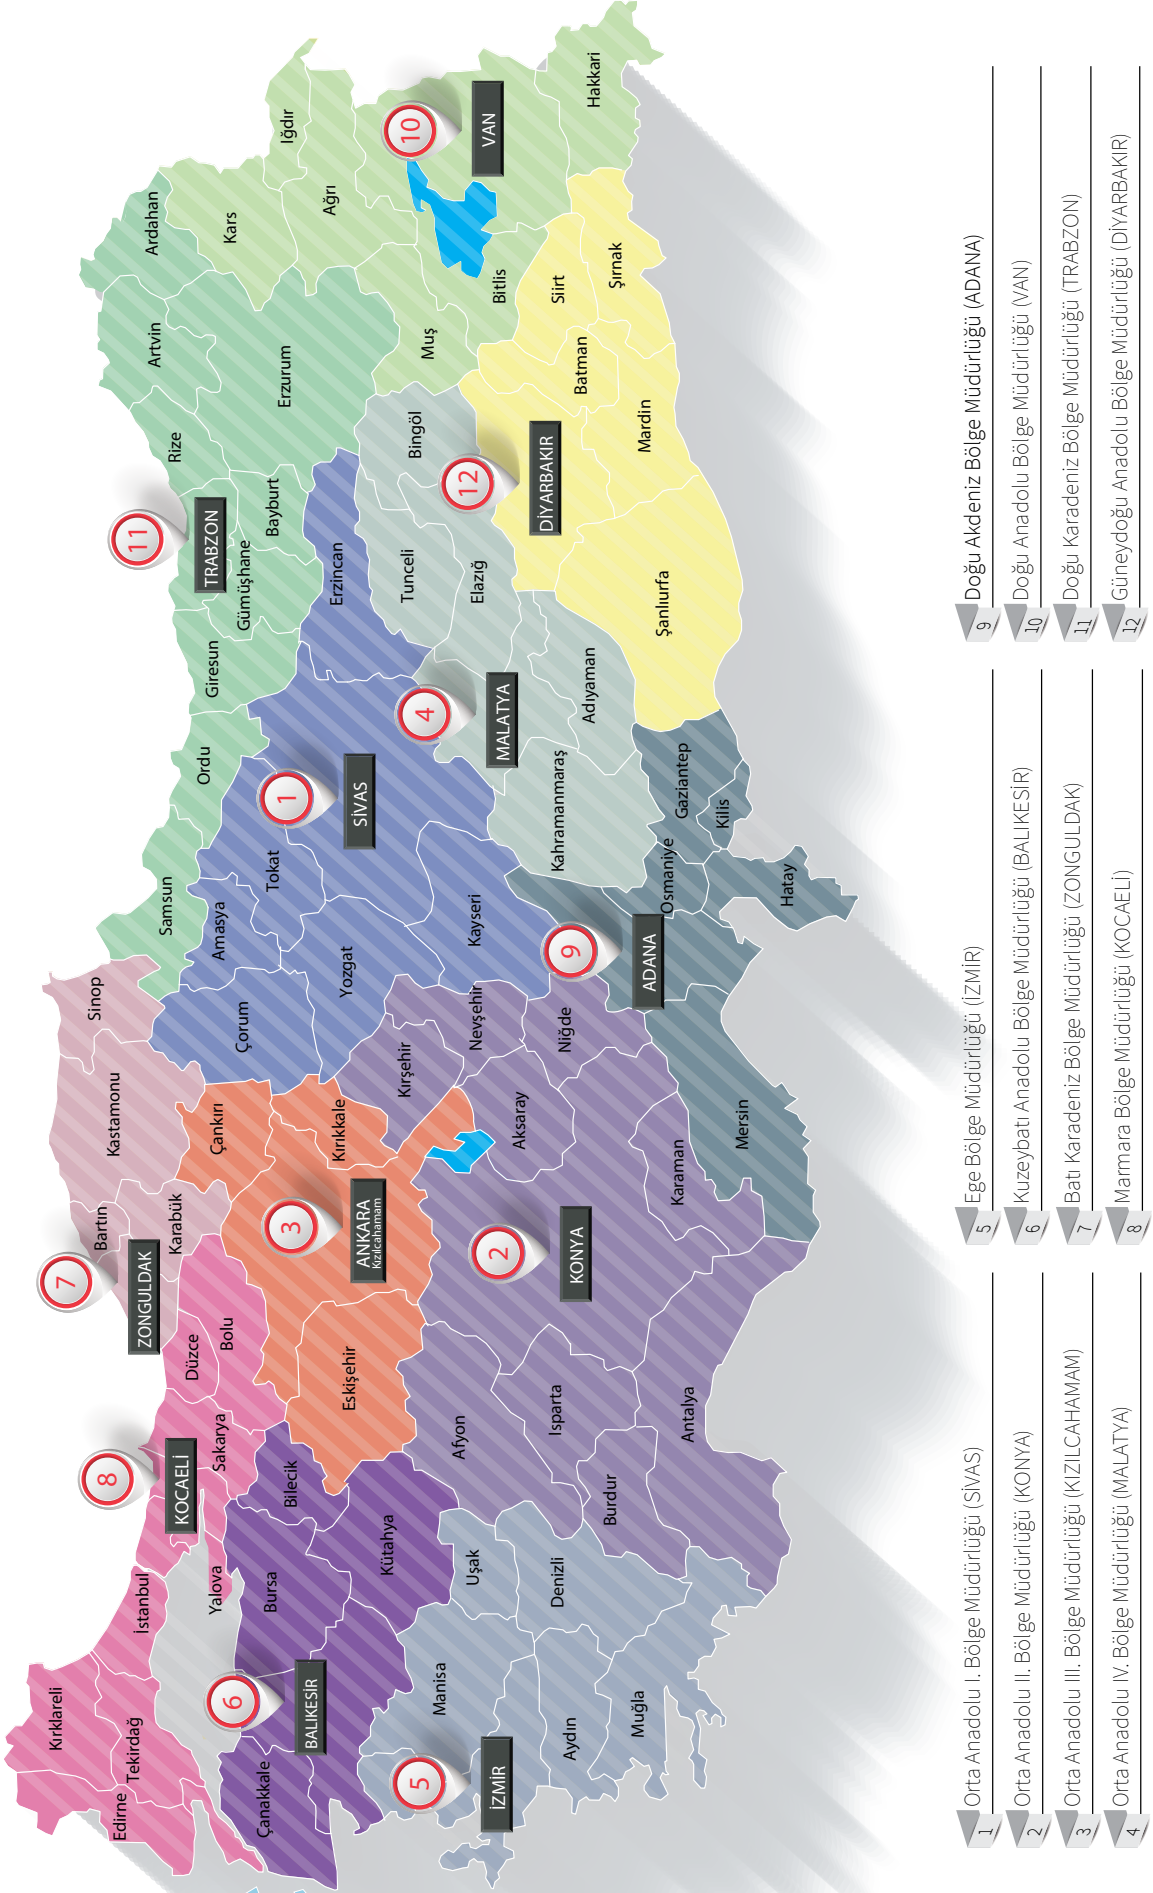 Kırklareli
Edirne
Tekirdağ
İstanbul
Yalova
8
KOCAELİ
Sakarya
Düzce
Bolu
7
ZONGULDAK
Bartın
Karabük
Kastamonu
Sinop
Çankırı
Samsun
Ordu
Giresun
Gümüşhane
11
TRABZON
Bayburt
Rize
Artvin
Ardahan
Erzurum
Kars
Iğdır
Ağrı
10
VAN
Hakkari
Muş
Bitlis
Çanakkale
6
BALIKESİR
Bursa
Bilecik
Kütahya
Eskişehir
3
ANKARA
Kızılcahamam
Kırıkkale
Çorum
Amasya
Tokat
Yozgat
1
SİVAS
Kayseri
Erzincan
Tunceli
Bingöl
Elazığ
4
MALATYA
Adıyaman
Kahramanmaraş
12
DİYARBAKIR
Batman
Siirt
Şırnak
Mardin
Şanlıurfa
5
İZMİR
Manisa
Uşak
Denizli
Aydın
Muğla
Afyon
Isparta
Burdur
Antalya
2
KONYA
Kırşehir
Nevşehir
Aksaray
Niğde
Karaman
9
ADANA
Mersin
Osmaniye
Gaziantep
Kilis
Hatay
1 Orta Anadolu I. Bölge Müdürlüğü (SİVAS)
2 Orta Anadolu II. Bölge Müdürlüğü (KONYA)
3 Orta Anadolu III. Bölge Müdürlüğü (KIZILCAHAMAM)
4 Orta Anadolu IV. Bölge Müdürlüğü (MALATYA)
5 Ege Bölge Müdürlüğü (İZMİR)
6 Kuzeybatı Anadolu Bölge Müdürlüğü (BALIKESİR)
7 Batı Karadeniz Bölge Müdürlüğü (ZONGULDAK)
8 Marmara Bölge Müdürlüğü (KOCAELİ)
9 Doğu Akdeniz Bölge Müdürlüğü (ADANA)
10 Doğu Anadolu Bölge Müdürlüğü (VAN)
11 Doğu Karadeniz Bölge Müdürlüğü (TRABZON)
12 Güneydoğu Anadolu Bölge Müdürlüğü (DİYARBAKIR)